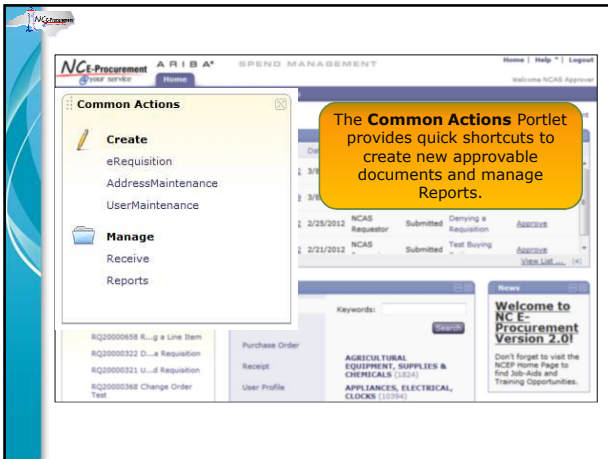 NC E-Procurement
NC E-Procurement
@your service
ARIBA
SPEND MANAGEMENT
Home | Help | Logout
Welcome NCAS Approver
Home
Common Actions
Create
eRequisition
AddressMaintenance
UserMaintenance
Manage
Receive
Reports
The Common Actions Portlet
provides quick shortcuts to
create new approvable
documents and manage
Reports.
2/25/2012 NCAS Requestor Submitted Denying a Requisition Approve
2/21/2012 NCAS Submitted Test Buying Approve
View List ... (4)
RQ20000658 R...g a Line Item
RQ20000322 D...a Requisition
RQ20000321 U...d Requisition
RQ20000368 Change Order
Test
Purchase Order
Receipt
User Profile
Keywords:
Search
AGRICULTURAL
EQUIPMENT, SUPPLIES &
CHEMICALS (1824)
APPLIANCES, ELECTRICAL,
CLOCKS (10394)
News
Welcome to
NC E-
Procurement
Version 2.0!
Don't forget to visit the
NCEP Home Page to
find Job-Aids and
Training Opportunities.